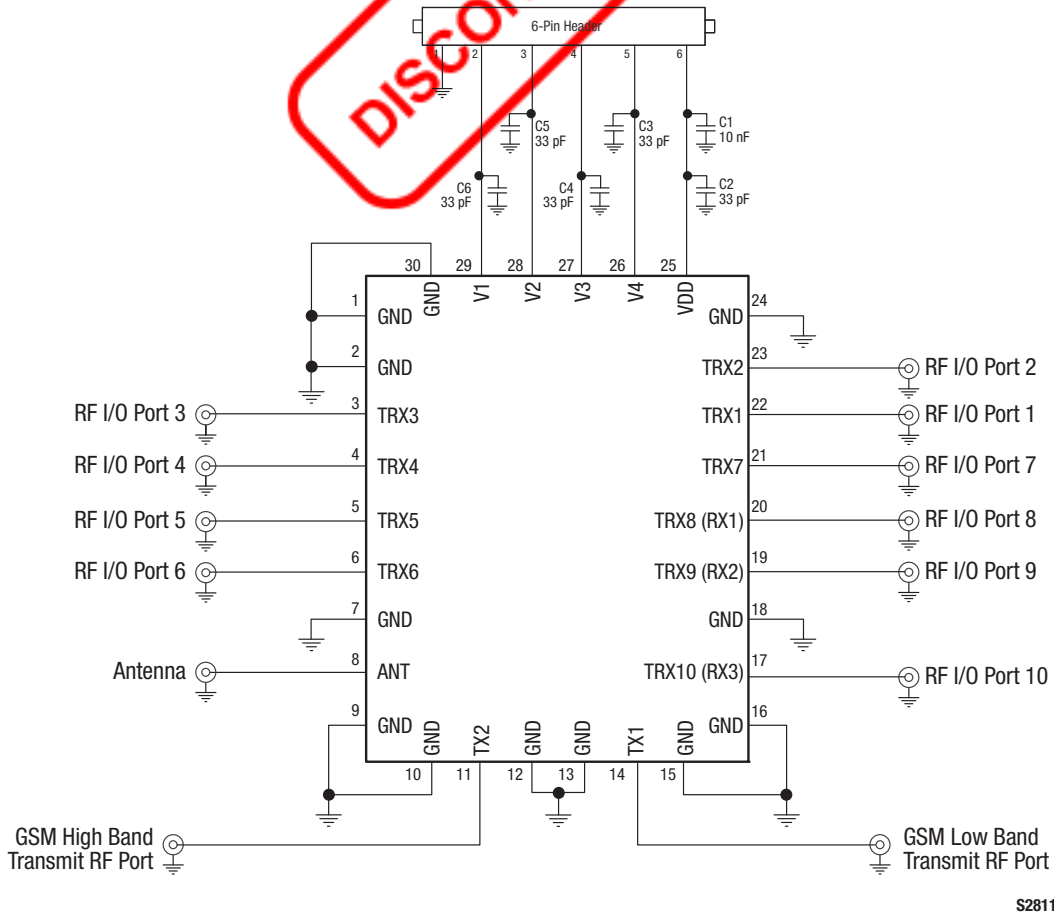 DISCON
6-Pin Header
1 2 3 4 5 6
C5
33 pF
C3
33 pF
C1
10 nF
C6
33 pF
C4
33 pF
C2
33 pF
30 29 28 27 26 25
GND V1 V2 V3 V4 VDD
1 GND
GND 24
2 GND
TRX2 23 RF I/O Port 2
RF I/O Port 3 3 TRX3
TRX1 22 RF I/O Port 1
RF I/O Port 4 4 TRX4
TRX7 21 RF I/O Port 7
RF I/O Port 5 5 TRX5
TRX8 (RX1) 20 RF I/O Port 8
RF I/O Port 6 6 TRX6
TRX9 (RX2) 19 RF I/O Port 9
7 GND
GND 18
Antenna 8 ANT
TRX10 (RX3) 17 RF I/O Port 10
9 GND
GND 16
GND TX2 GND GND TX1 GND
10 11 12 13 14 15
GSM High Band
Transmit RF Port
GSM Low Band
Transmit RF Port
S2811